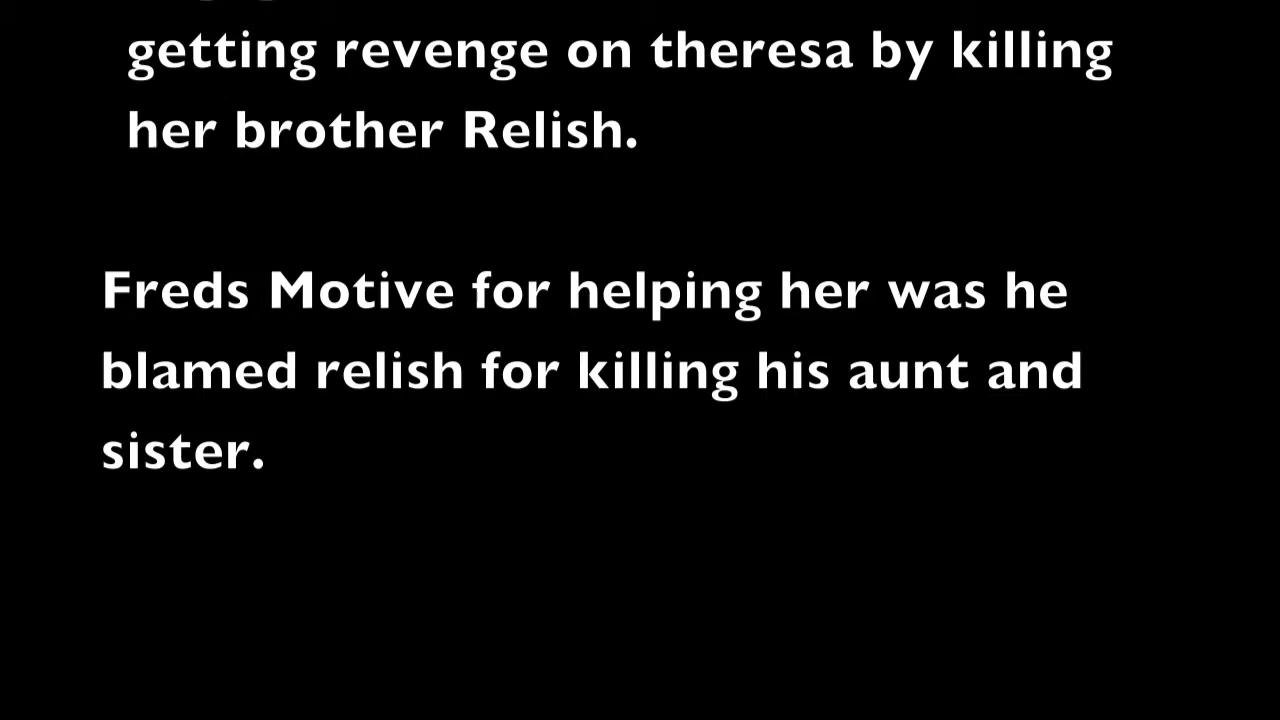 getting revenge on theresa by killing
her brother Relish.
Freds Motive for helping her was he
blamed relish for killing his aunt and
sister.